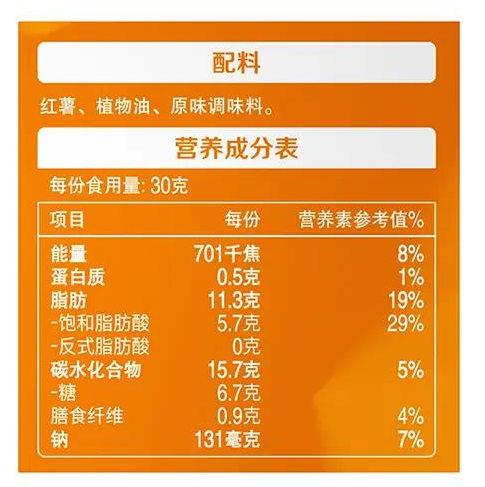 配料
红薯、植物油、原味调味料。
营养成分表
每份食用量: 30克
项目 每份 营养素参考值%
能量 701千焦 8%
蛋白质 0.5克 1%
脂肪 11.3克 19%
-饱和脂肪酸 5.7克 29%
-反式脂肪酸 0克
碳水化合物 15.7克 5%
-糖 6.7克
膳食纤维 0.9克 4%
钠 131毫克 7%